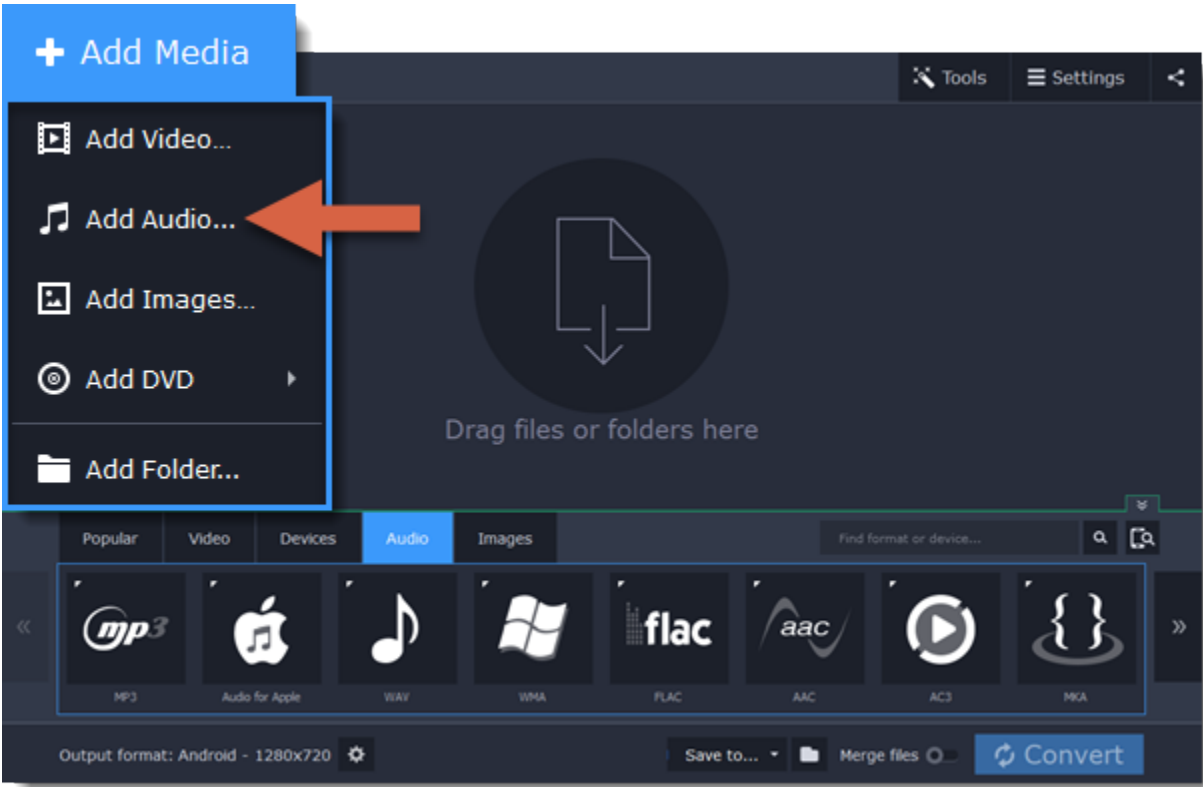 + Add Media
Tools
Settings
Add Video...
Add Audio...
Add Images...
Add DVD
Add Folder...
Drag files or folders here
Popular Video Devices Audio Images Find format or device...
mp3 flac aac { }
MP3 Audio for Apple WAV WMA FLAC AAC AC3 MKA
Output format: Android - 1280x720 Save to... Merge files Convert